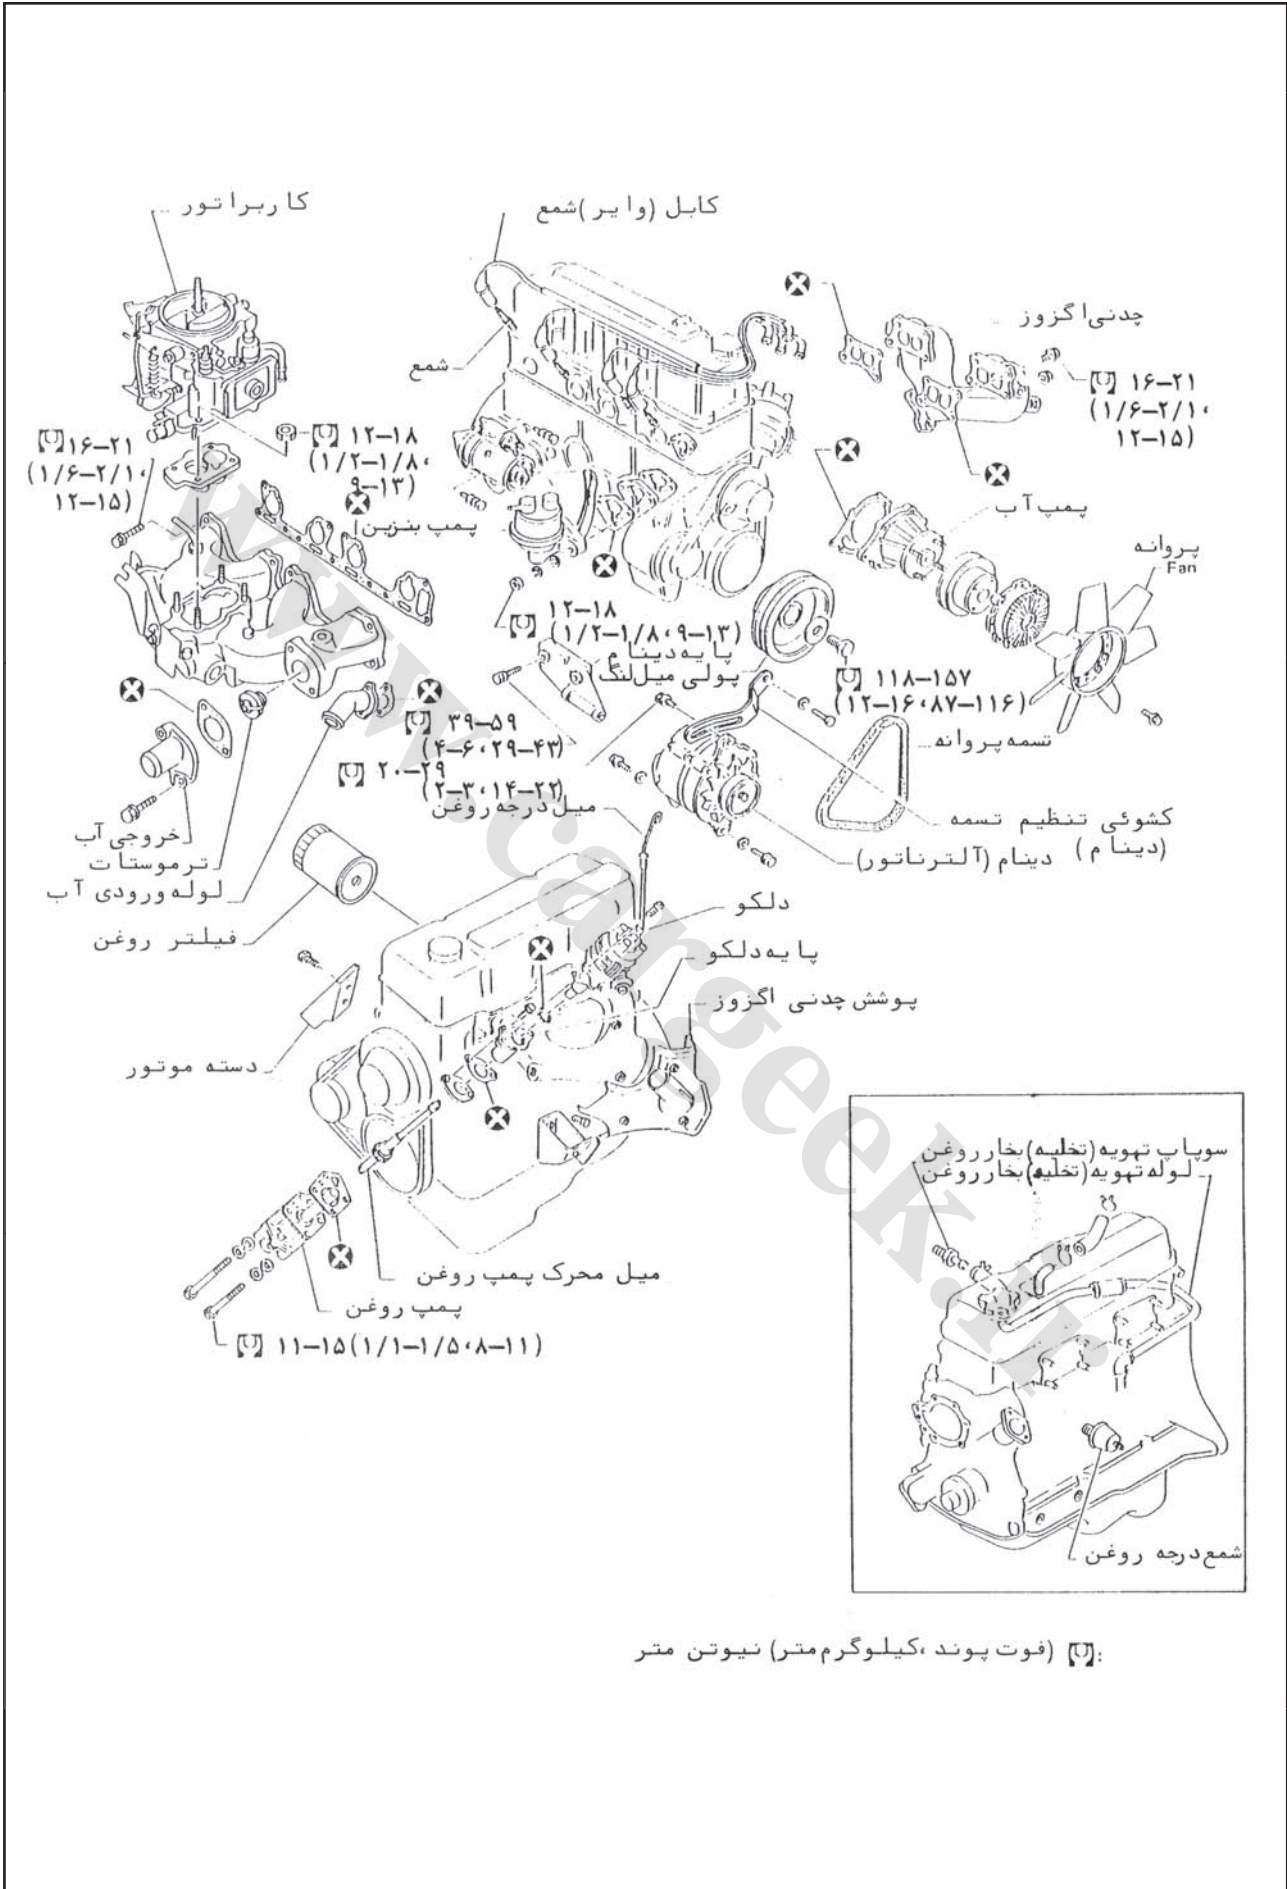 کاربراتور
کابل (وایر) شمع
شمع
چدنی اگزوز
۱۶–۲۱
(۱/۶–۲/۱،
۱۲–۱۵)
۱۶–۲۱
(۱/۶–۲/۱،
۱۲–۱۵)
۱۲–۱۸
(۱/۲–۱/۸،
۹–۱۳)
پمپ بنزین
پمپ آب
پروانه
Fan
۱۲–۱۸
(۱/۲–۱/۸،۹–۱۳)
پایه دینام
پولی میل لنگ
۱۱۸–۱۵۷
(۱۲–۱۶،۸۷–۱۱۶)
۳۹–۵۹
(۴–۶،۲۹–۴۳)
۲۰–۲۹
(۲–۳،۱۴–۲۲)
تسمه پروانه
میل درجه روغن
کشوئی تنظیم تسمه
(دینام)
دینام (آلترناتور)
خروجی آب
ترموستات
لوله ورودی آب
فیلتر روغن
دلکو
پایه دلکو
پوشش چدنی اگزوز
دسته موتور
میل محرک پمپ روغن
پمپ روغن
۱۱–۱۵(۱/۱–۱/۵،۸–۱۱)
سوپاپ تهویه (تخلیه) بخار روغن
لوله تهویه (تخلیه) بخار روغن
شمع درجه روغن
: (فوت پوند ،کیلوگرم متر) نیوتن متر
www.cargeek.ir